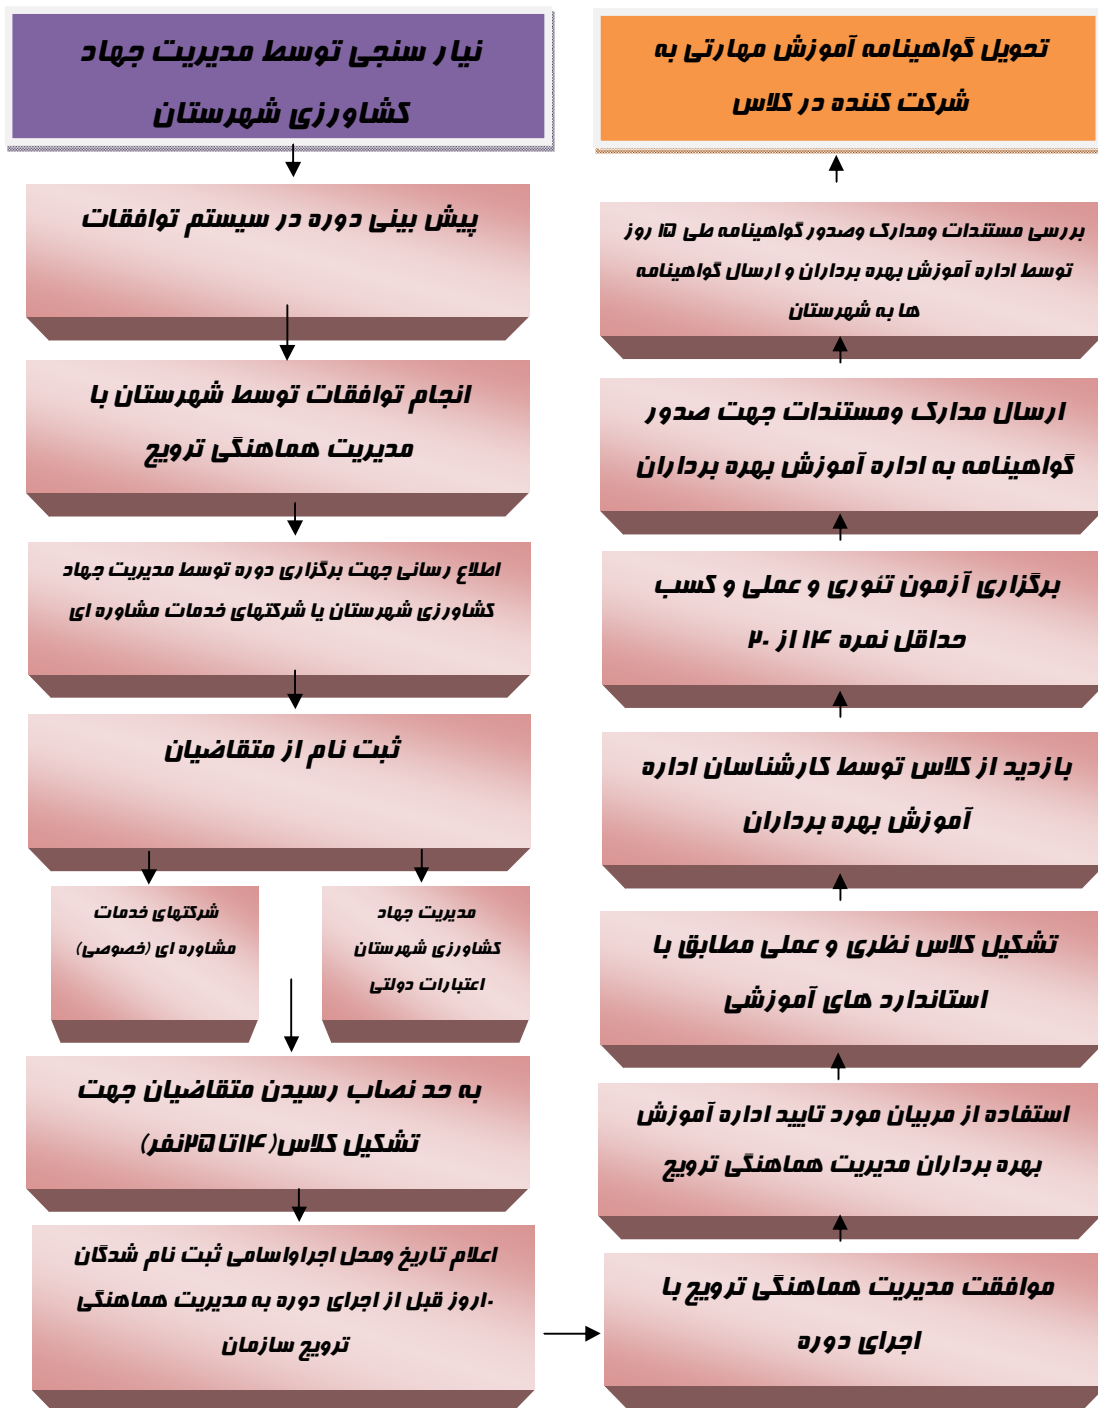 نیار سنجی توسط مدیریت جهاد
کشاورزی شهرستان
پیش بینی دوره در سیستم توافقات
انجام توافقات توسط شهرستان با
مدیریت هماهنگی ترویج
اطلاع رسانی جهت برگزاری دوره توسط مدیریت جهاد
کشاورزی شهرستان یا شرکتهای خدمات مشاوره ای
ثبت نام از متقاضیان
مدیریت جهاد
کشاورزی شهرستان
اعتبارات دولتی
شرکتهای خدمات
مشاوره ای (خصوصی)
به حد نصاب رسیدن متقاضیان جهت
تشکیل کلاس(۱۴تا۲۵نفر)
اعلام تاریخ ومحل اجراواسامی ثبت نام شدگان
۱۰روز قبل از اجرای دوره به مدیریت هماهنگی
ترویج سازمان
موافقت مدیریت هماهنگی ترویج با
اجرای دوره
استفاده از مربیان مورد تایید اداره آموزش
بهره برداران مدیریت هماهنگی ترویج
تشکیل کلاس نظری و عملی مطابق با
استاندارد های آموزشی
بازدید از کلاس توسط کارشناسان اداره
آموزش بهره برداران
برگزاری آزمون تئوری و عملی و کسب
حداقل نمره ۱۴ از ۲۰
ارسال مدارک ومستندات جهت صدور
گواهینامه به اداره آموزش بهره برداران
بررسی مستندات ومدارک وصدور گواهینامه طی ۱۵ روز
توسط اداره آموزش بهره برداران و ارسال گواهینامه
ها به شهرستان
تحویل گواهینامه آموزش مهارتی به
شرکت کننده در کلاس